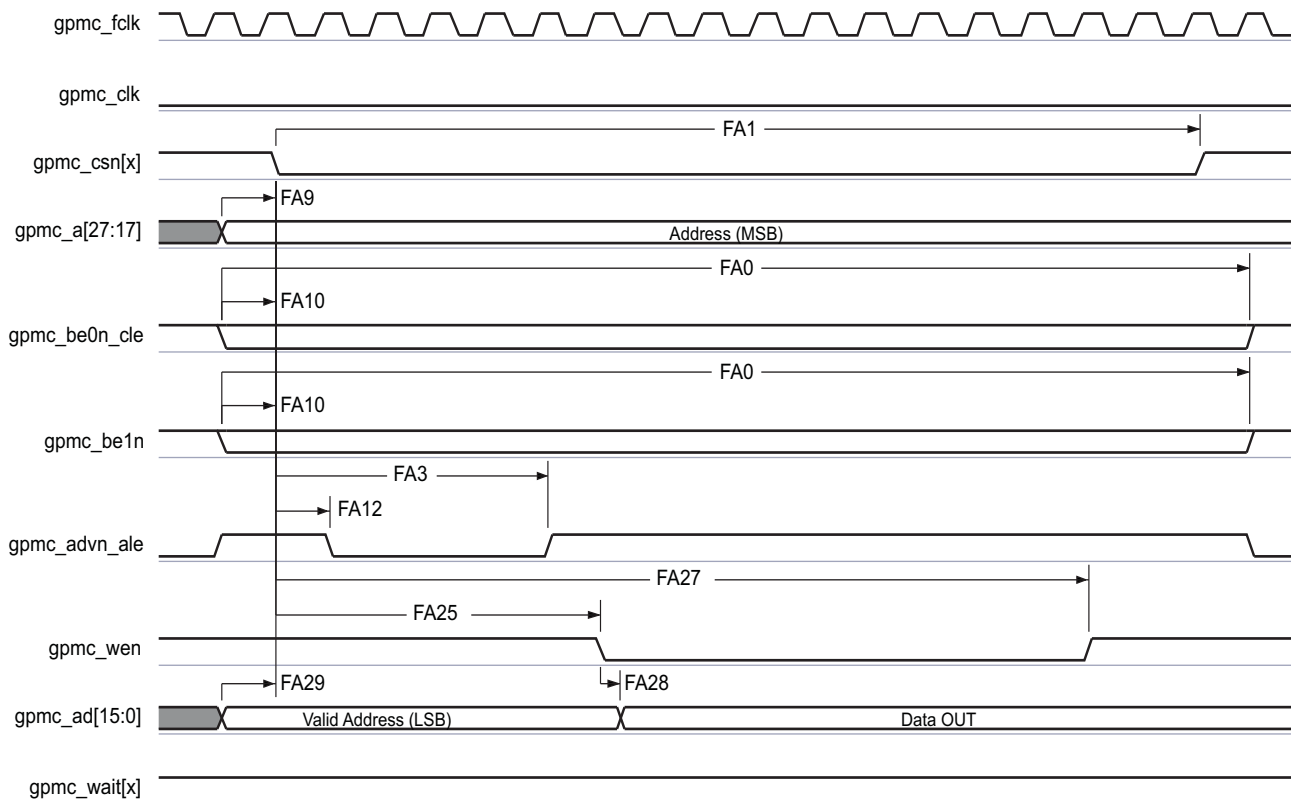 gpmc_fclk
gpmc_clk
FA1
gpmc_csn[x]
FA9
gpmc_a[27:17]
Address (MSB)
FA0
FA10
gpmc_be0n_cle
FA0
FA10
gpmc_be1n
FA3
FA12
gpmc_advn_ale
FA27
FA25
gpmc_wen
FA29
FA28
gpmc_ad[15:0]
Valid Address (LSB)
Data OUT
gpmc_wait[x]